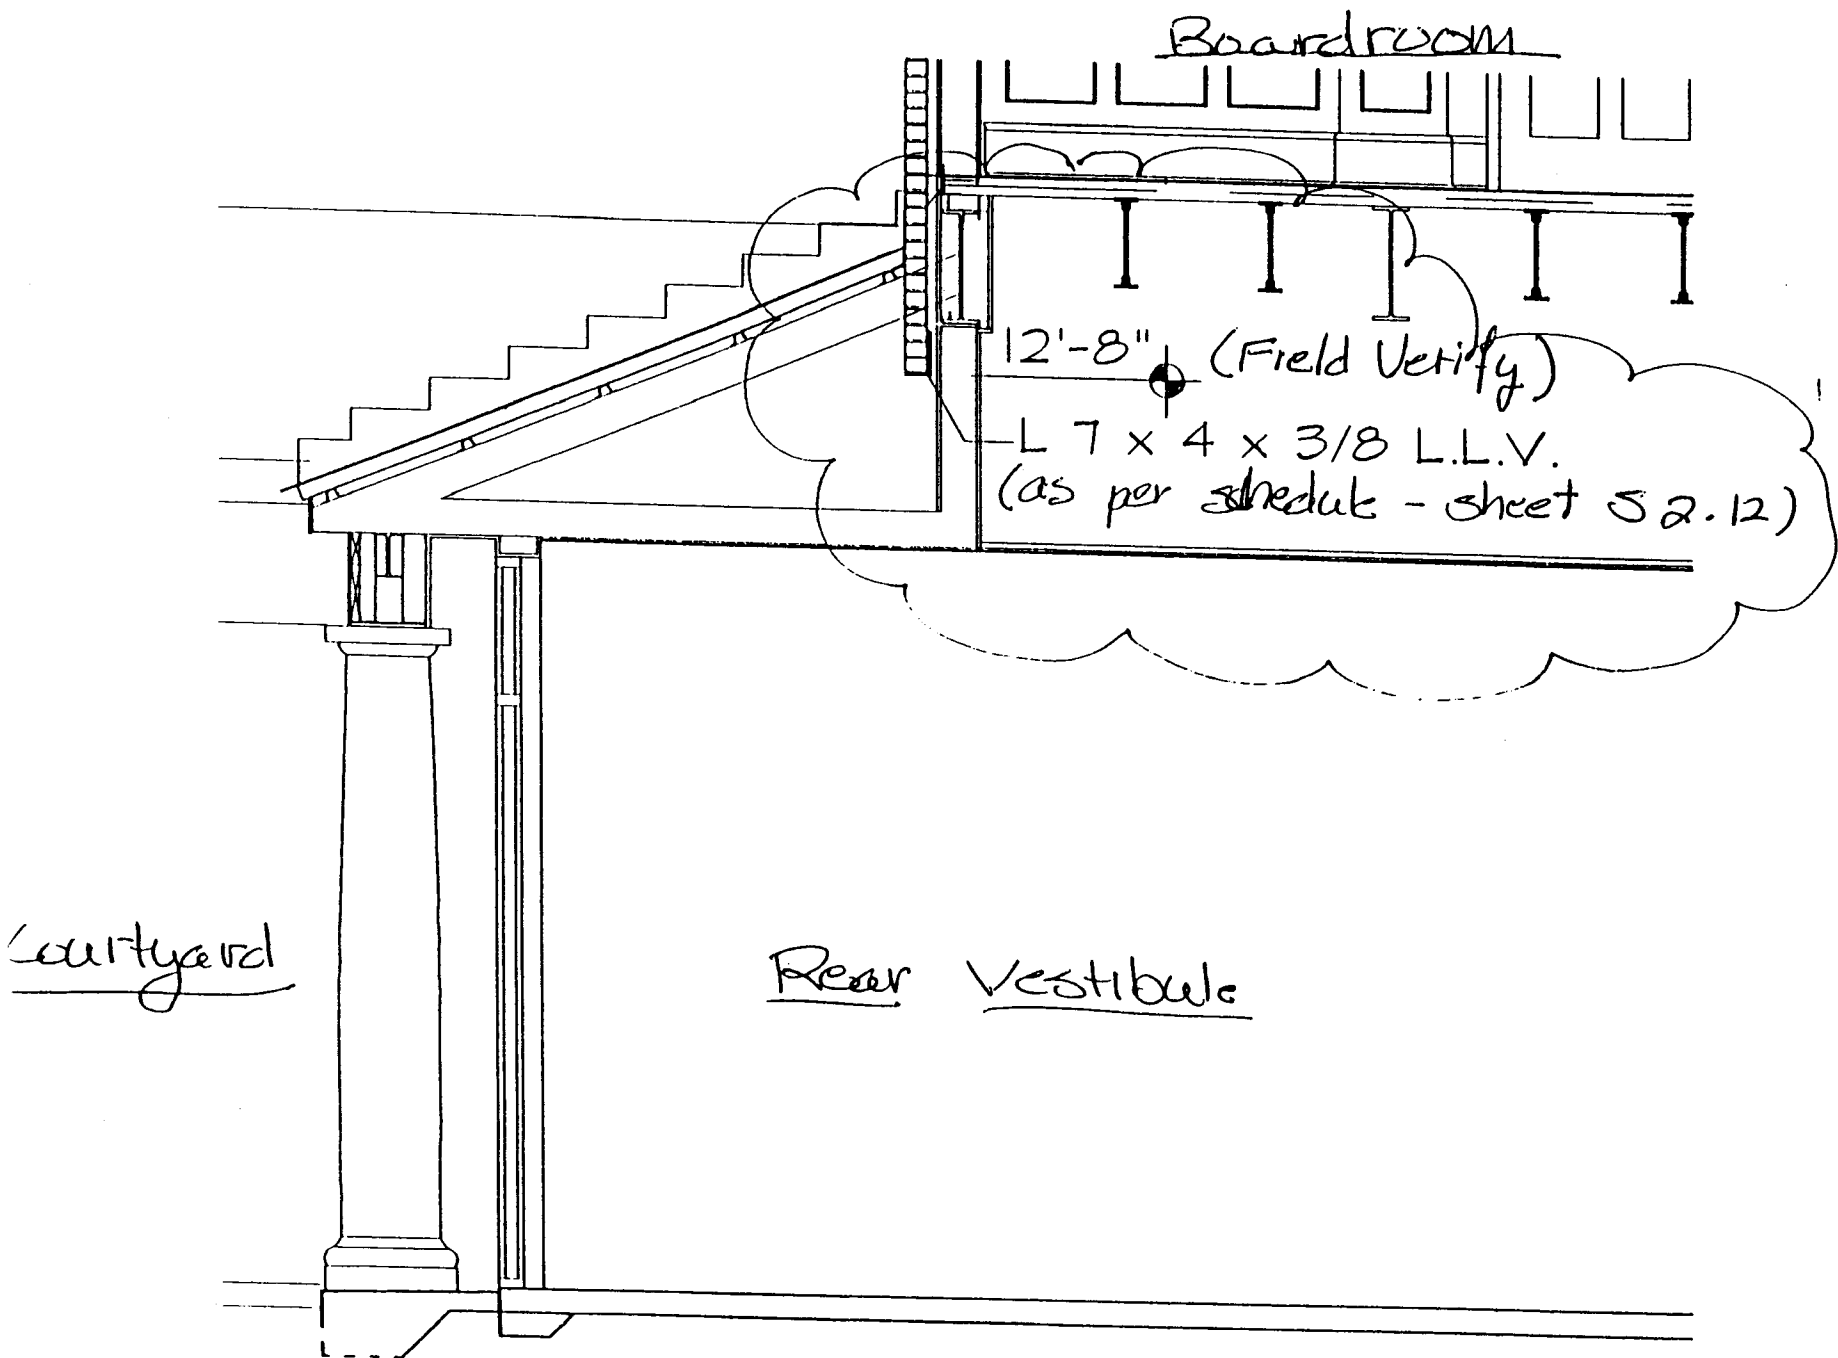 Boardroom
12'-8" (Field Verify)
L 7 x 4 x 3/8 L.L.V.
(as per schedule - sheet S2.12)
Courtyard
Rear Vestibule